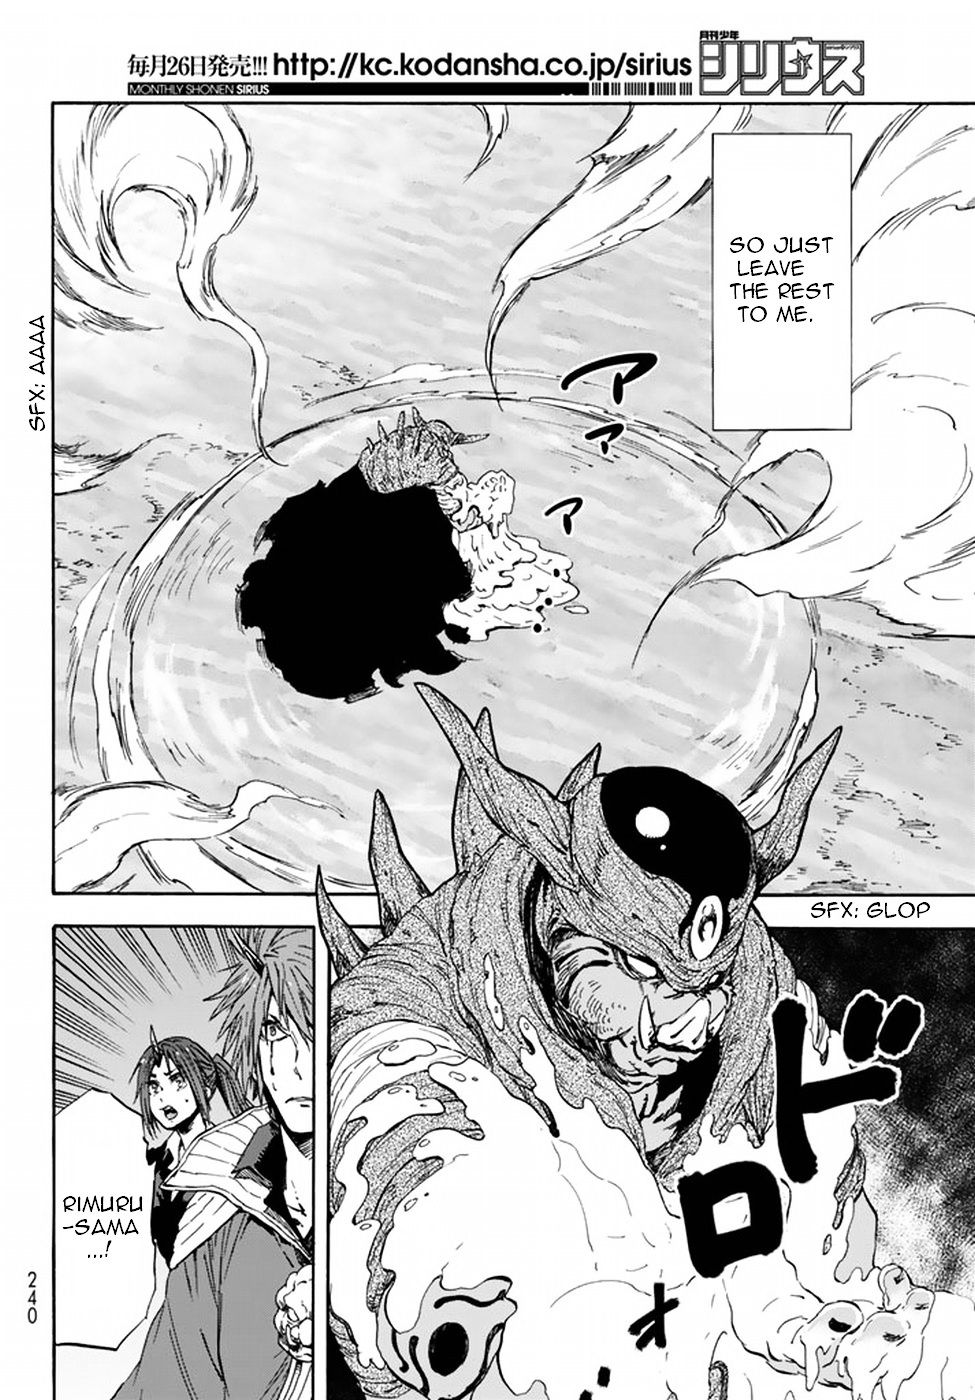 毎月26日発売!!! http://kc.kodansha.co.jp/sirius
MONTHLY SHONEN SIRIUS
月刊少年
シリウス
SO JUST
LEAVE
THE REST
TO ME.
SFX: AAAA
ア
ア
ア
SFX: GLOP
ドロォ
RIMURU
-SAMA
...!
240